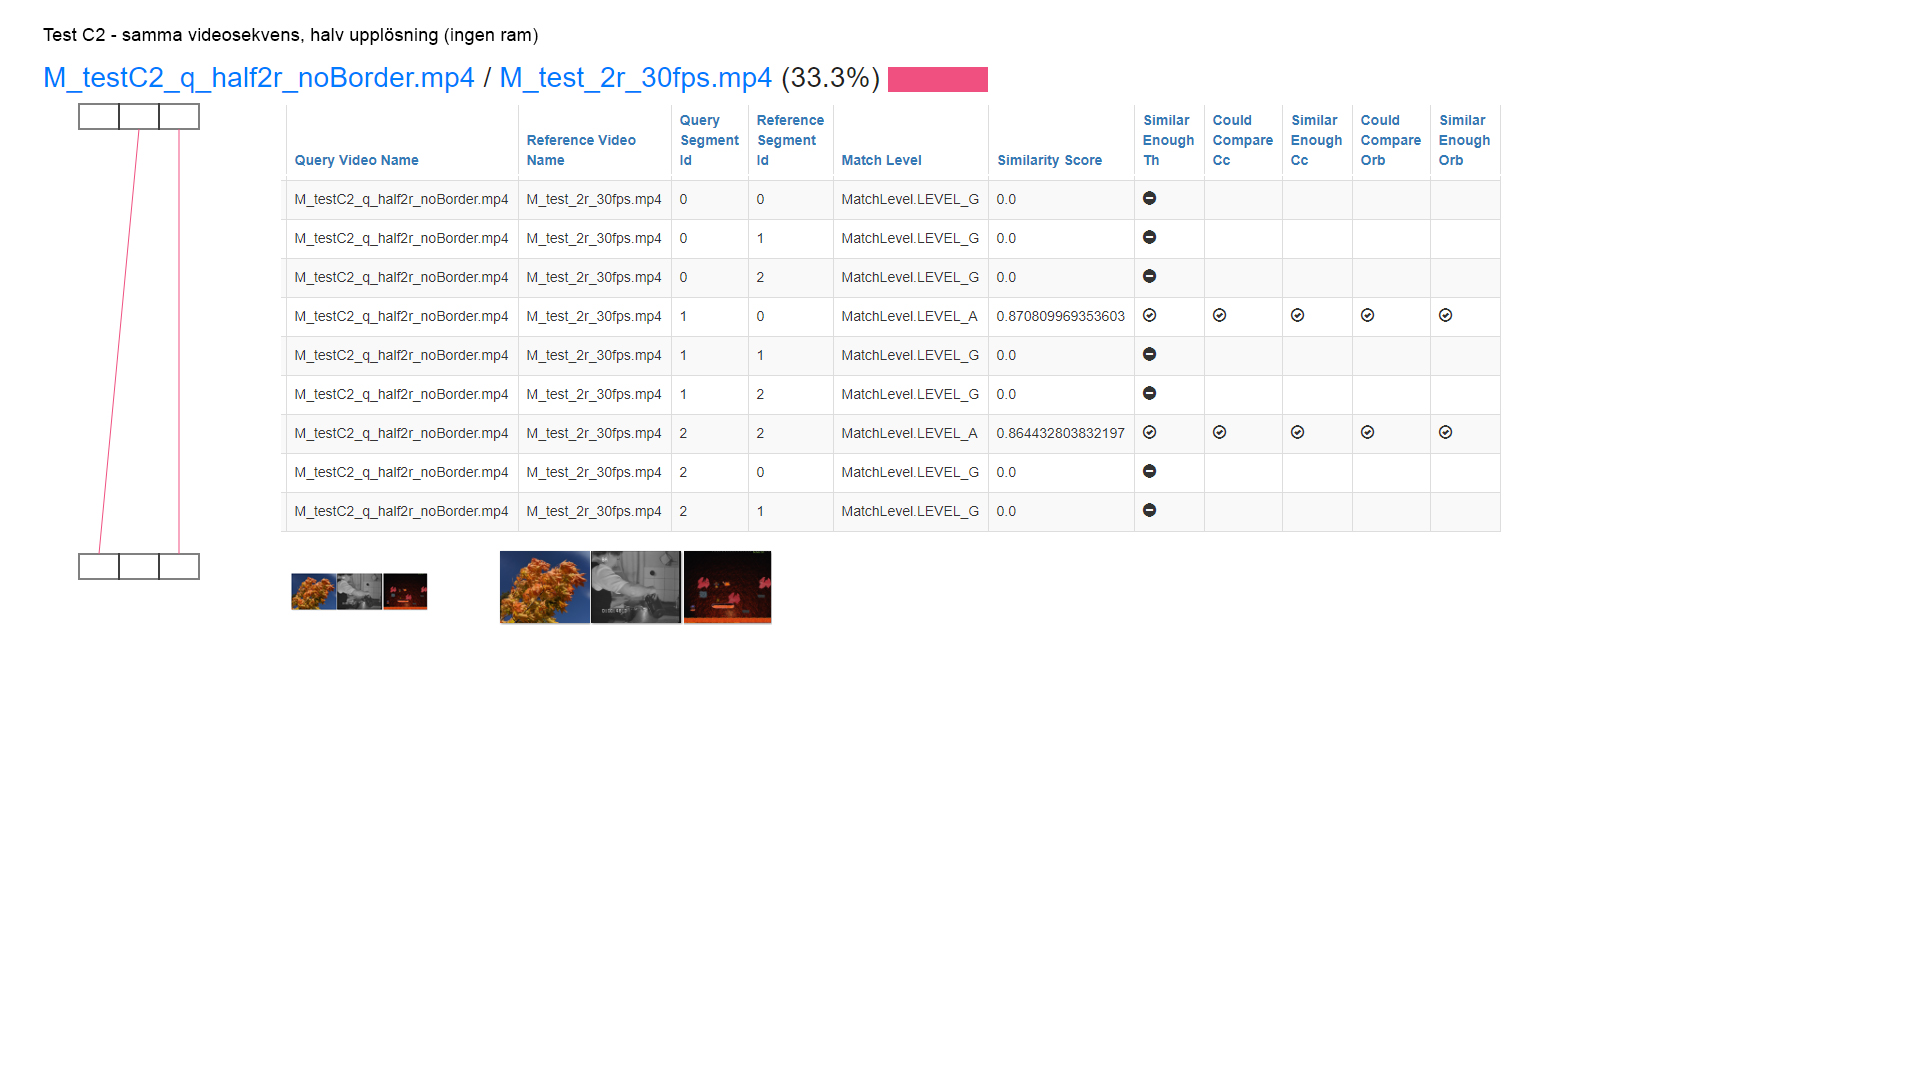 Test C2 - samma videosekvens, halv upplösning (ingen ram)
M_testC2_q_half2r_noBorder.mp4 / M_test_2r_30fps.mp4 (33.3%)
Query Video Name Reference Video Name Query Segment Id Reference Segment Id Match Level Similarity Score Similar Enough Th Could Compare Cc Similar Enough Cc Could Compare Orb Similar Enough Orb
M_testC2_q_half2r_noBorder.mp4 M_test_2r_30fps.mp4 0 0 MatchLevel.LEVEL_G 0.0
M_testC2_q_half2r_noBorder.mp4 M_test_2r_30fps.mp4 0 1 MatchLevel.LEVEL_G 0.0
M_testC2_q_half2r_noBorder.mp4 M_test_2r_30fps.mp4 0 2 MatchLevel.LEVEL_G 0.0
M_testC2_q_half2r_noBorder.mp4 M_test_2r_30fps.mp4 1 0 MatchLevel.LEVEL_A 0.870809969353603
M_testC2_q_half2r_noBorder.mp4 M_test_2r_30fps.mp4 1 1 MatchLevel.LEVEL_G 0.0
M_testC2_q_half2r_noBorder.mp4 M_test_2r_30fps.mp4 1 2 MatchLevel.LEVEL_G 0.0
M_testC2_q_half2r_noBorder.mp4 M_test_2r_30fps.mp4 2 2 MatchLevel.LEVEL_A 0.864432803832197
M_testC2_q_half2r_noBorder.mp4 M_test_2r_30fps.mp4 2 0 MatchLevel.LEVEL_G 0.0
M_testC2_q_half2r_noBorder.mp4 M_test_2r_30fps.mp4 2 1 MatchLevel.LEVEL_G 0.0